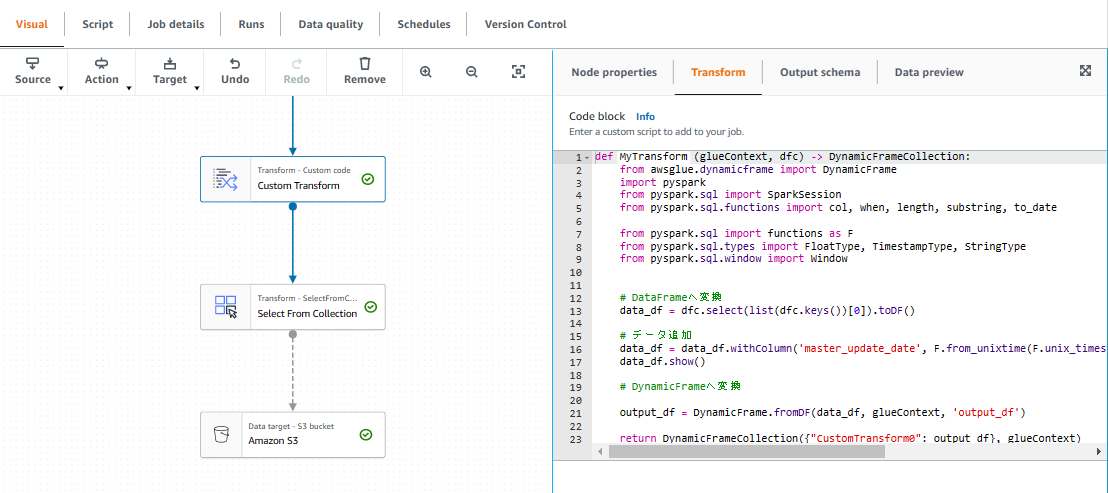 Visual Script Job details Runs Data quality Schedules Version Control
Source Action Target Undo Redo Remove
Node properties Transform Output schema Data preview
Transform - Custom code
Custom Transform
Transform - SelectFromC...
Select From Collection
Data target - S3 bucket
Amazon S3
Code block Info
Enter a custom script to add to your job.
1 def MyTransform (glueContext, dfc) -> DynamicFrameCollection:
2 from awsglue.dynamicframe import DynamicFrame
3 import pyspark
4 from pyspark.sql import SparkSession
5 from pyspark.sql.functions import col, when, length, substring, to_date
6
7 from pyspark.sql import functions as F
8 from pyspark.sql.types import FloatType, TimestampType, StringType
9 from pyspark.sql.window import Window
10
11
12 # DataFrameへ変換
13 data_df = dfc.select(list(dfc.keys())[0]).toDF()
14
15 # データ追加
16 data_df = data_df.withColumn('master_update_date', F.from_unixtime(F.unix_times
17 data_df.show()
18
19 # DynamicFrameへ変換
20
21 output_df = DynamicFrame.fromDF(data_df, glueContext, 'output_df')
22
23 return DynamicFrameCollection({"CustomTransform0": output_df}, glueContext)